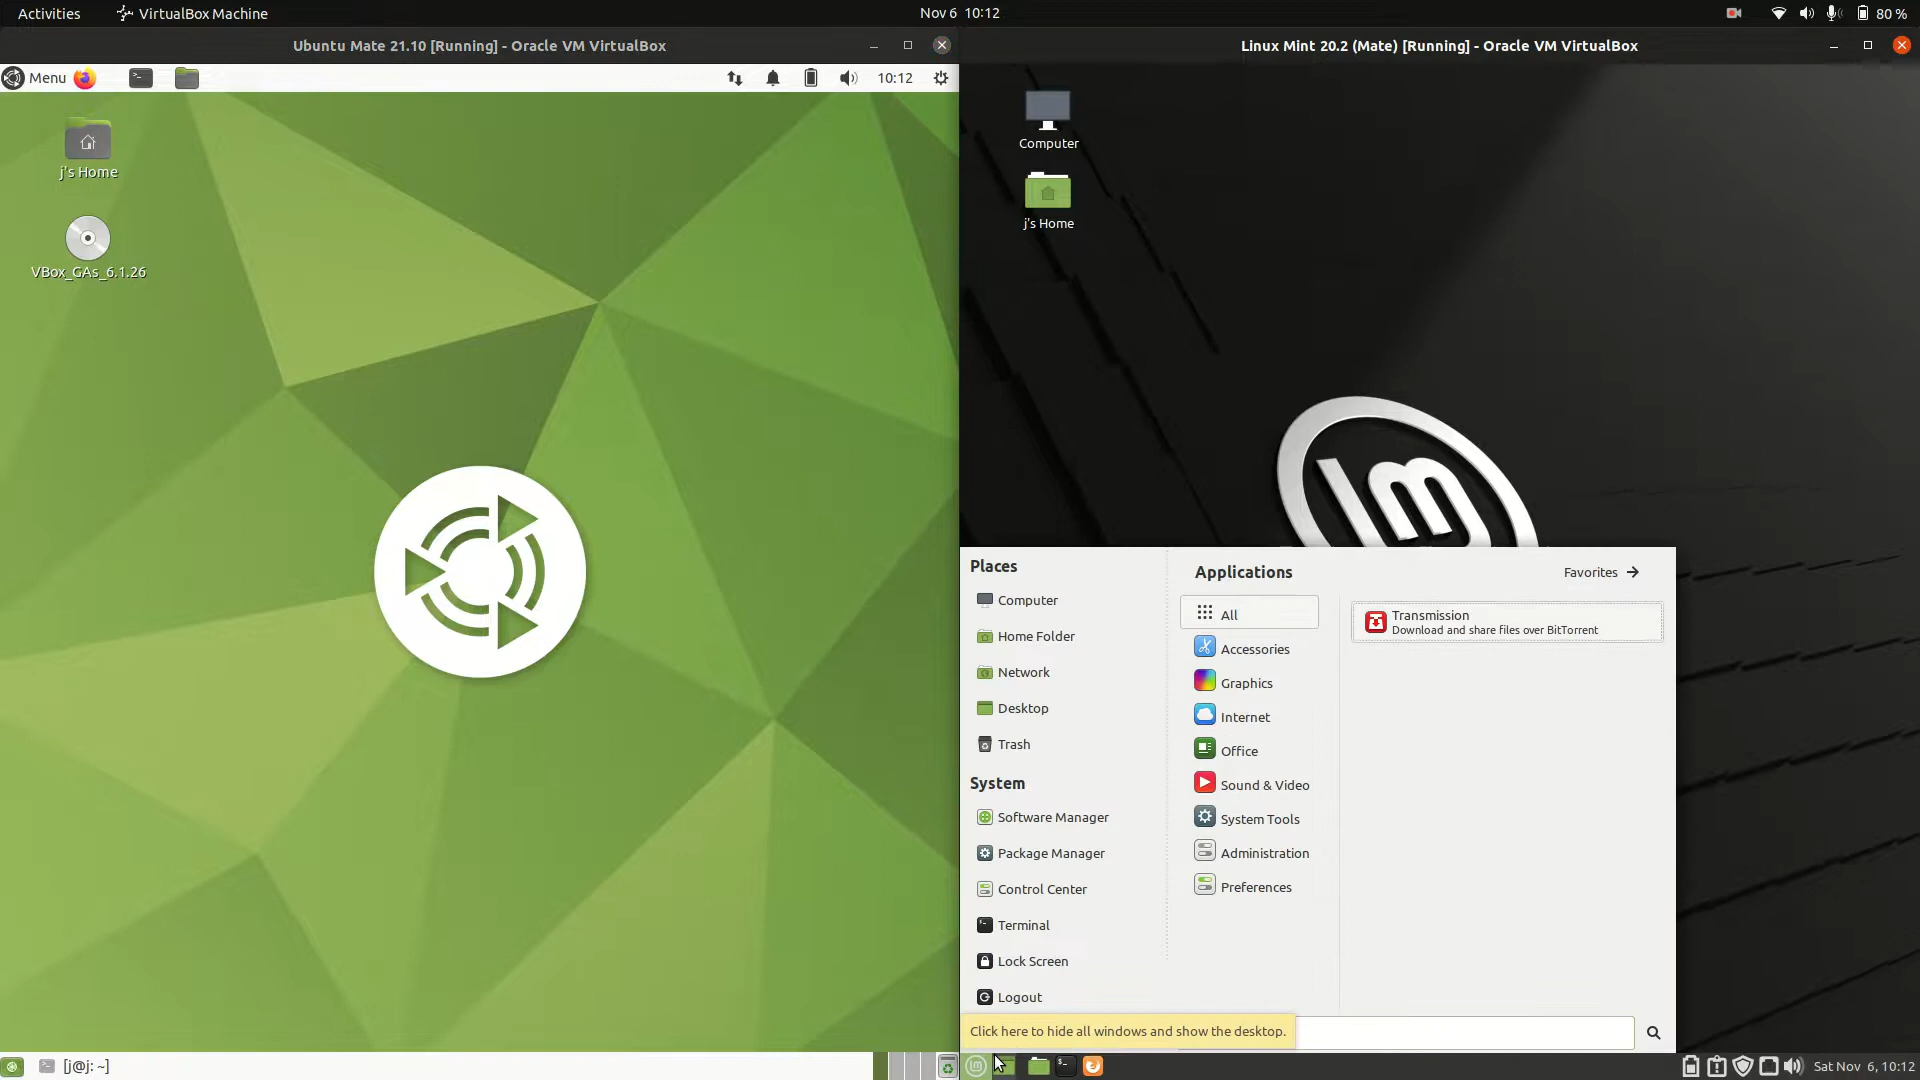 Activities
VirtualBox Machine
Nov 6 10:12
80 %
Ubuntu Mate 21.10 [Running] - Oracle VM VirtualBox
Menu
10:12
j's Home
VBox_GAs_6.1.26
[j@j: ~]
Linux Mint 20.2 (Mate) [Running] - Oracle VM VirtualBox
Computer
j's Home
lm
Places
Computer
Home Folder
Network
Desktop
Trash
System
Software Manager
Package Manager
Control Center
Terminal
Lock Screen
Logout
Applications
Favorites
All
Accessories
Graphics
Internet
Office
Sound & Video
System Tools
Administration
Preferences
Transmission
Download and share files over BitTorrent
Click here to hide all windows and show the desktop.
Sat Nov 6, 10:12